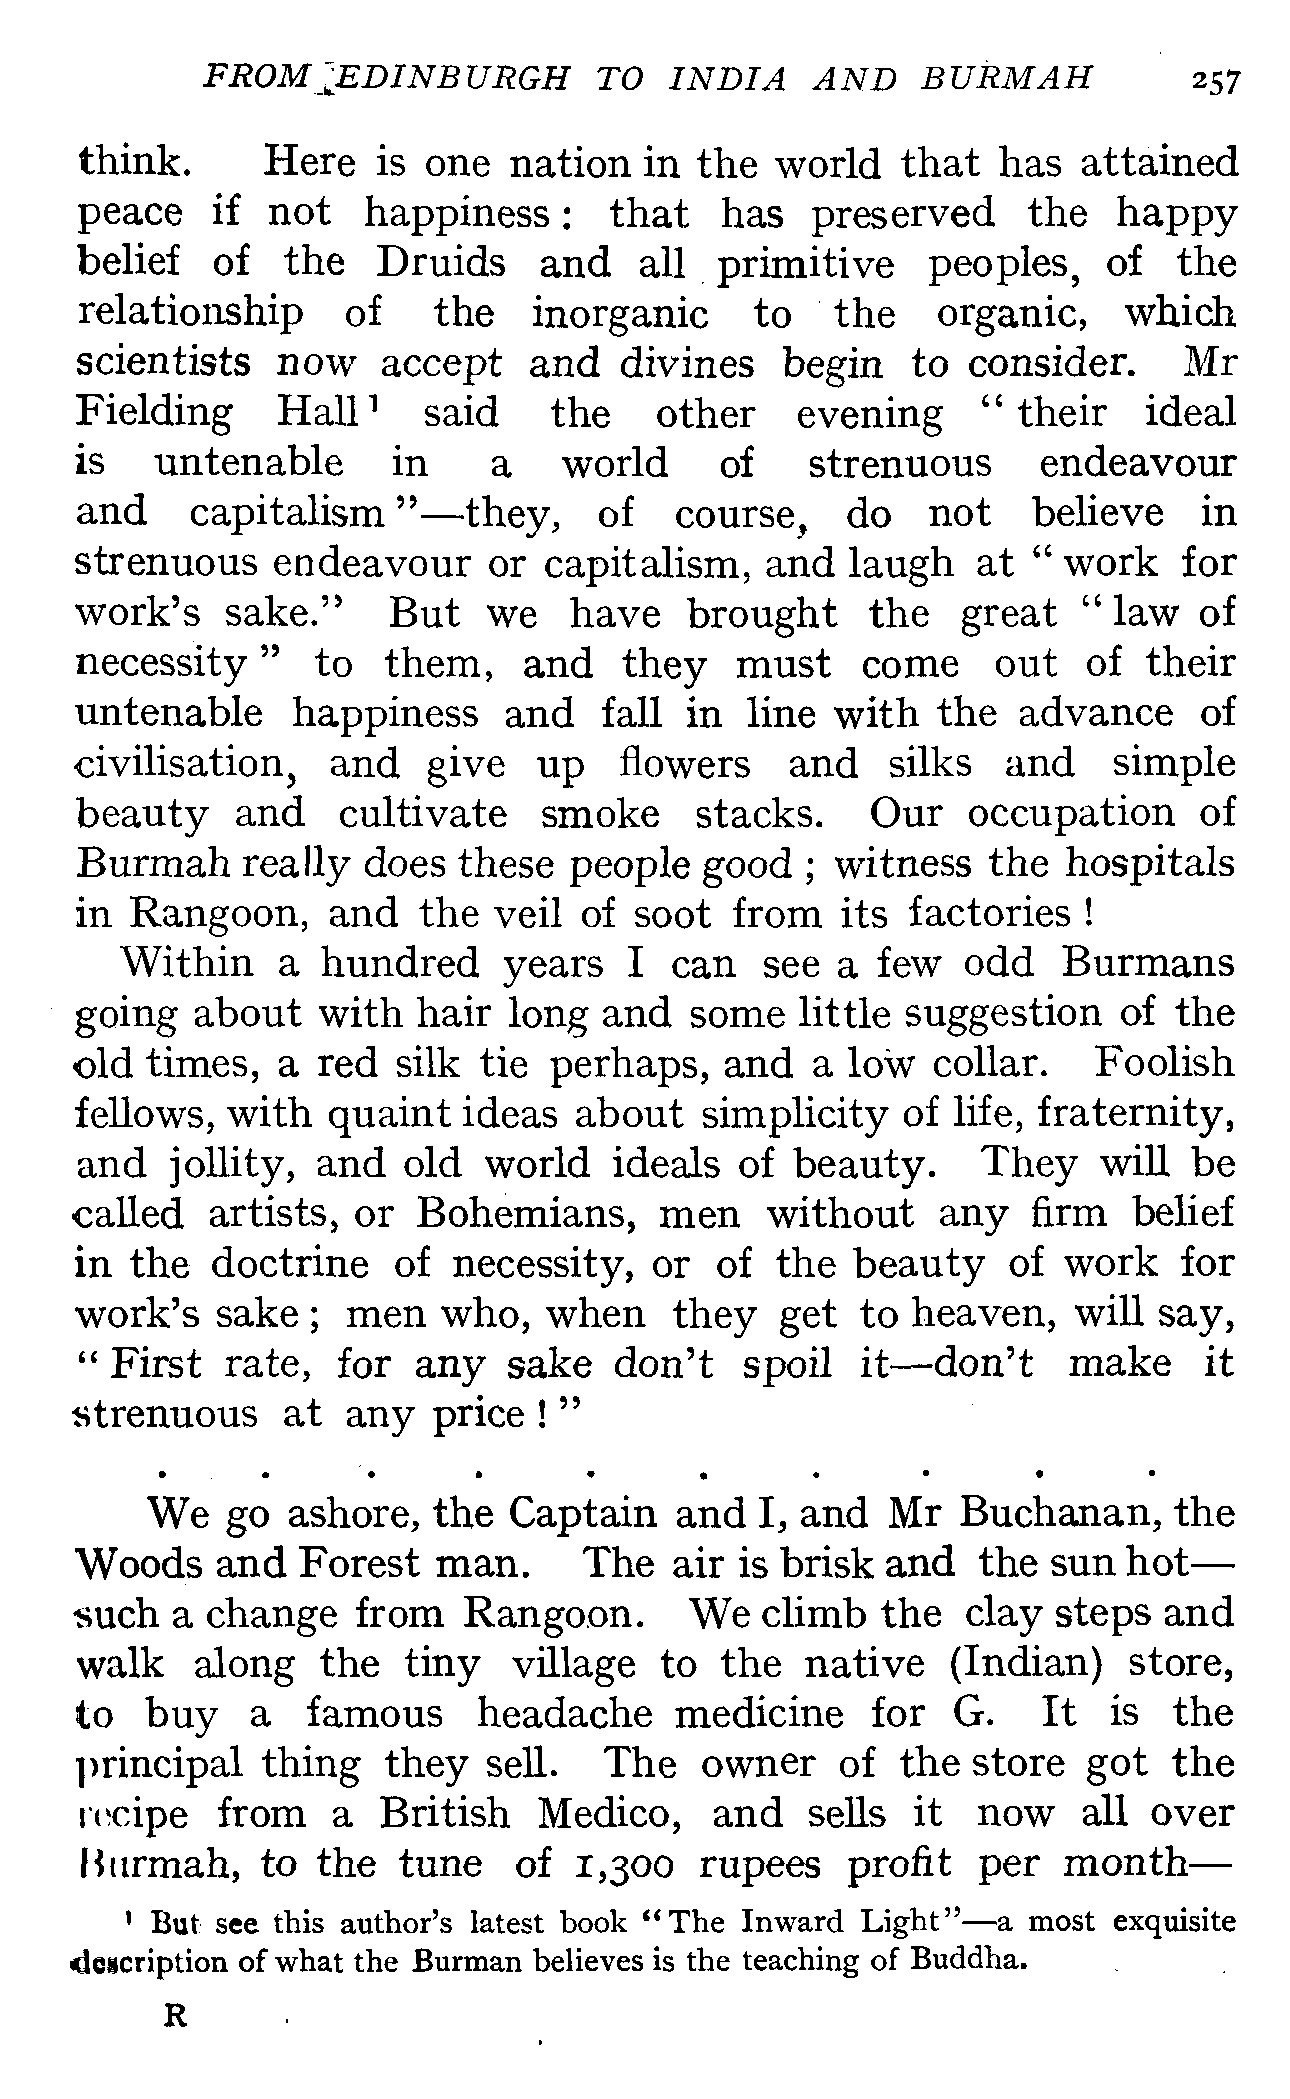 FROM EDINBURGH TO INDIA AND BURMAH 257
think. Here is one nation in the world that has attained
peace if not happiness : that has preserved the happy
belief of the Druids and all primitive peoples, of the
relationship of the inorganic to the organic, which
scientists now accept and divines begin to consider. Mr
Fielding Hall¹ said the other evening “ their ideal
is untenable in a world of strenuous endeavour
and capitalism ”—they, of course, do not believe in
strenuous endeavour or capitalism, and laugh at “ work for
work’s sake.” But we have brought the great “ law of
necessity ” to them, and they must come out of their
untenable happiness and fall in line with the advance of
civilisation, and give up flowers and silks and simple
beauty and cultivate smoke stacks. Our occupation of
Burmah really does these people good ; witness the hospitals
in Rangoon, and the veil of soot from its factories !
Within a hundred years I can see a few odd Burmans
going about with hair long and some little suggestion of the
old times, a red silk tie perhaps, and a low collar. Foolish
fellows, with quaint ideas about simplicity of life, fraternity,
and jollity, and old world ideals of beauty. They will be
called artists, or Bohemians, men without any firm belief
in the doctrine of necessity, or of the beauty of work for
work’s sake ; men who, when they get to heaven, will say,
“ First rate, for any sake don’t spoil it—don’t make it
strenuous at any price ! ”
. . . . . . . . . .
We go ashore, the Captain and I, and Mr Buchanan, the
Woods and Forest man. The air is brisk and the sun hot—
such a change from Rangoon. We climb the clay steps and
walk along the tiny village to the native (Indian) store,
to buy a famous headache medicine for G. It is the
principal thing they sell. The owner of the store got the
recipe from a British Medico, and sells it now all over
Burmah, to the tune of 1,300 rupees profit per month—
¹ But see this author’s latest book “The Inward Light”—a most exquisite
description of what the Burman believes is the teaching of Buddha.
R